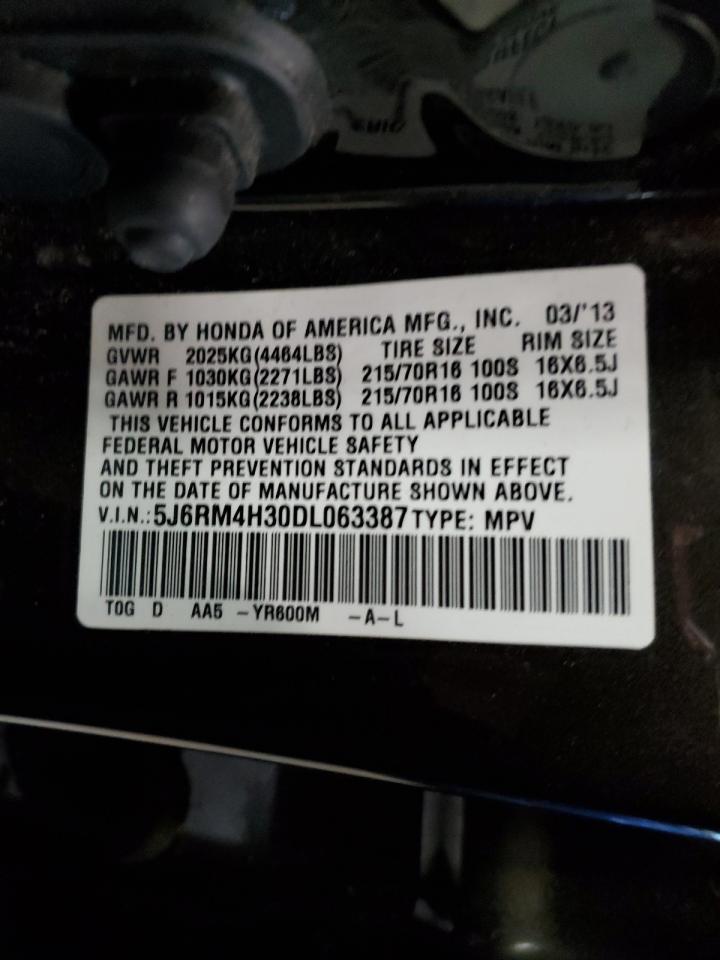 MFD. BY HONDA OF AMERICA MFG., INC. 03/'13
GVWR 2025KG(4464LBS) TIRE SIZE RIM SIZE
GAWR F 1030KG(2271LBS) 215/70R16 100S 16X6.5J
GAWR R 1015KG(2238LBS) 215/70R16 100S 16X6.5J
THIS VEHICLE CONFORMS TO ALL APPLICABLE
FEDERAL MOTOR VEHICLE SAFETY
AND THEFT PREVENTION STANDARDS IN EFFECT
ON THE DATE OF MANUFACTURE SHOWN ABOVE.
V.I.N.: 5J6RM4H30DL063387 TYPE: MPV
TOG D AA5 -YR600M -A-L